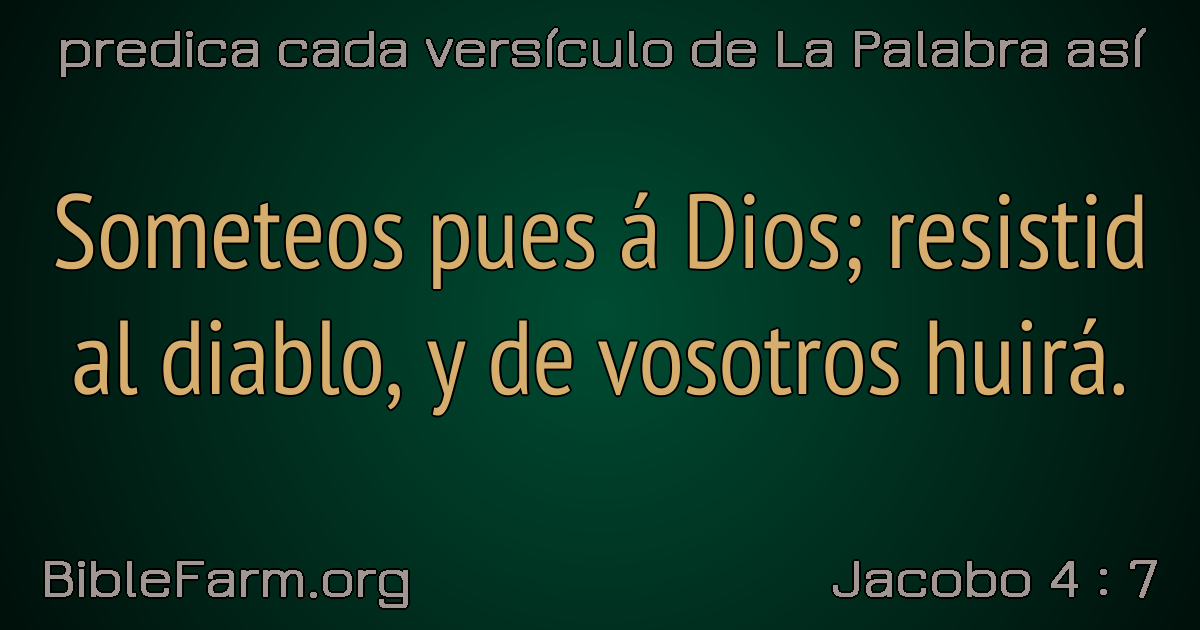 predica cada versículo de La Palabra así
Someteos pues á Dios; resistid
al diablo, y de vosotros huirá.
BibleFarm.org
Jacobo 4 : 7